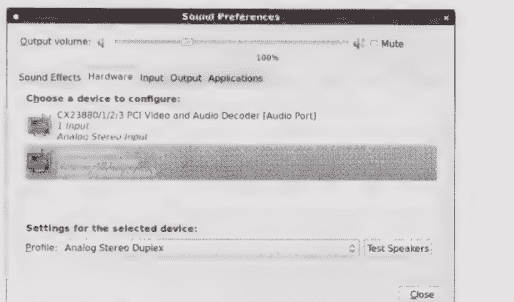 Sound Preferences
Output volume:
Mute
100%
Sound Effects Hardware Input Output Applications
Choose a device to configure:
CX23880/1/2/3 PCI Video and Audio Decoder [Audio Port]
1 Input
Analog Stereo Input
Settings for the selected device:
Profile: Analog Stereo Duplex Test Speakers
Close